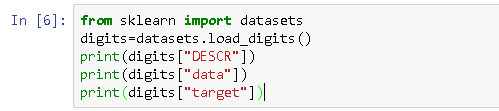 In [6]: from sklearn import datasets
digits=datasets.load_digits()
print(digits["DESCR"])
print(digits["data"])
print(digits["target"])